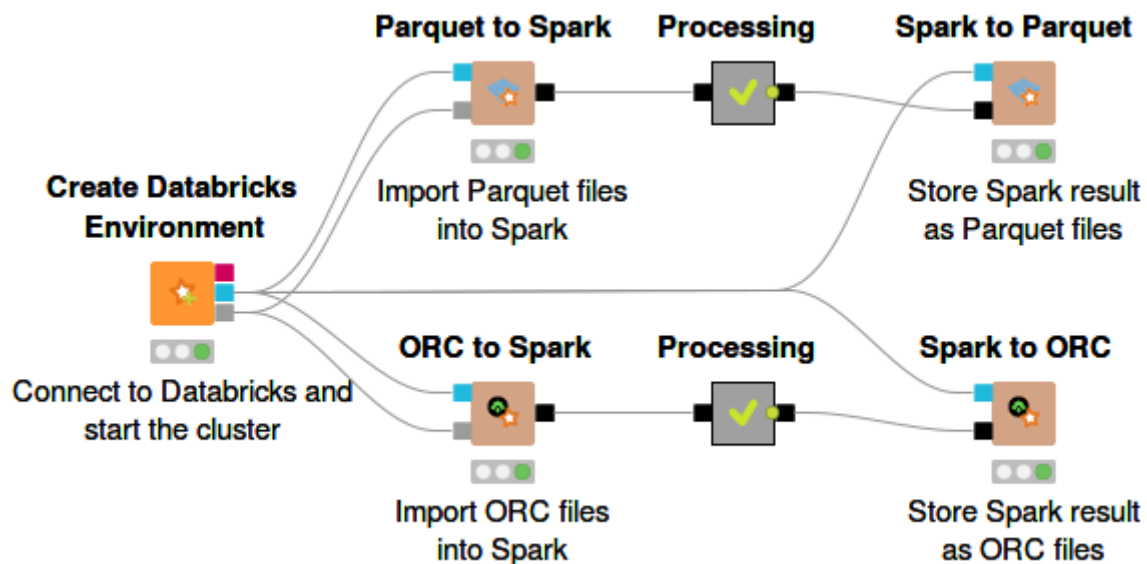 Parquet to Spark
Processing
Spark to Parquet
Import Parquet files
into Spark
Store Spark result
as Parquet files
Create Databricks
Environment
Connect to Databricks and
start the cluster
ORC to Spark
Processing
Spark to ORC
Import ORC files
into Spark
Store Spark result
as ORC files